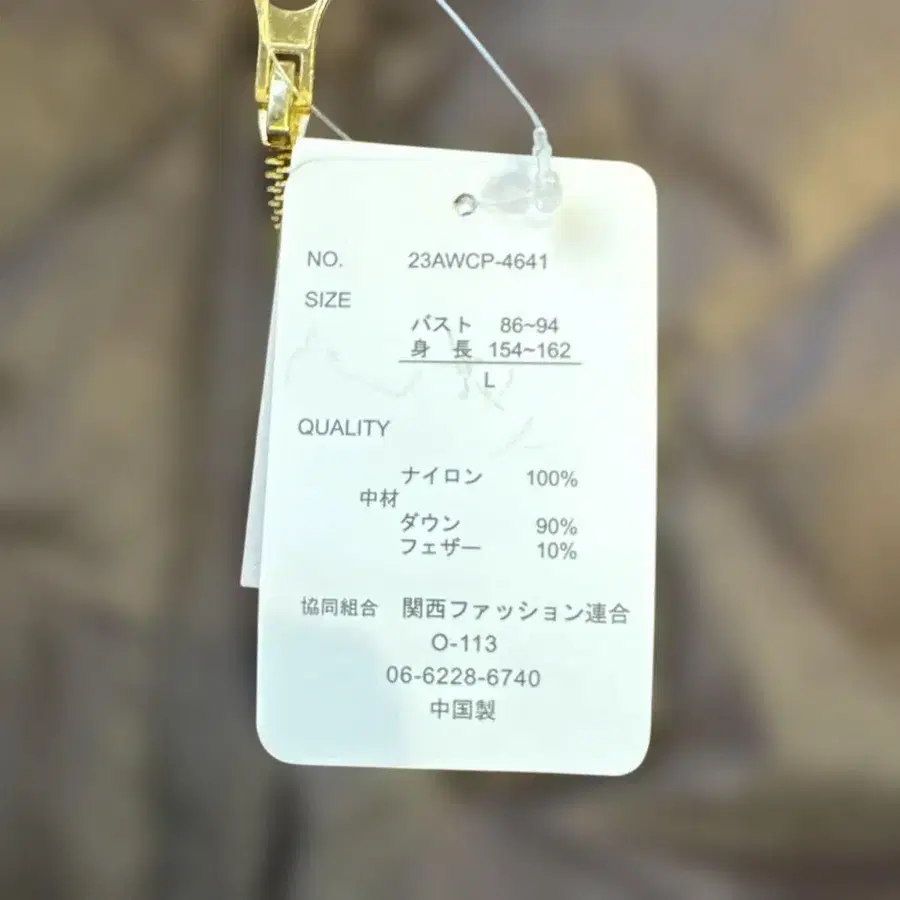 NO. 23AWCP-4641
SIZE
バスト 86~94
身 長 154~162
L
QUALITY
ナイロン 100%
中材
ダウン 90%
フェザー 10%
協同組合 関西ファッション連合
O-113
06-6228-6740
中国製